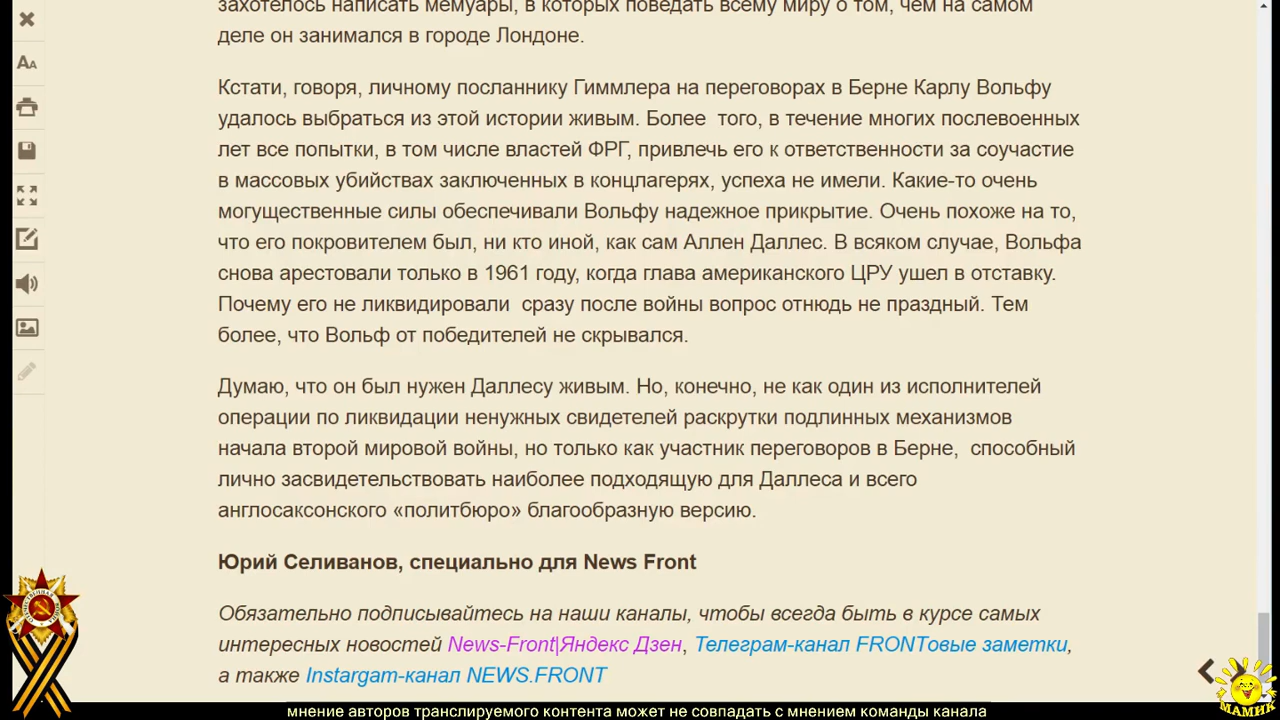 захотелось написать мемуары, в которых поведать всему миру о том, чем на самом
деле он занимался в городе Лондоне.
Кстати, говоря, личному посланнику Гиммлера на переговорах в Берне Карлу Вольфу
удалось выбраться из этой истории живым. Более того, в течение многих послевоенных
лет все попытки, в том числе властей ФРГ, привлечь его к ответственности за соучастие
в массовых убийствах заключенных в концлагерях, успеха не имели. Какие-то очень
могущественные силы обеспечивали Вольфу надежное прикрытие. Очень похоже на то,
что его покровителем был, ни кто иной, как сам Аллен Даллес. В всяком случае, Вольфа
снова арестовали только в 1961 году, когда глава американского ЦРУ ушел в отставку.
Почему его не ликвидировали сразу после войны вопрос отнюдь не праздный. Тем
более, что Вольф от победителей не скрывался.
Думаю, что он был нужен Даллесу живым. Но, конечно, не как один из исполнителей
операции по ликвидации ненужных свидетелей раскрутки подлинных механизмов
начала второй мировой войны, но только как участник переговоров в Берне, способный
лично засвидетельствовать наиболее подходящую для Даллеса и всего
англосаксонского «политбюро» благообразную версию.
Юрий Селиванов, специально для News Front
Обязательно подписывайтесь на наши каналы, чтобы всегда быть в курсе самых
интересных новостей News-Front|Яндекс Дзен, Телеграм-канал FRONTовые заметки,
а также Instargam-канал NEWS.FRONT
МАМИК
мнение авторов транслируемого контента может не совпадать с мнением команды канала